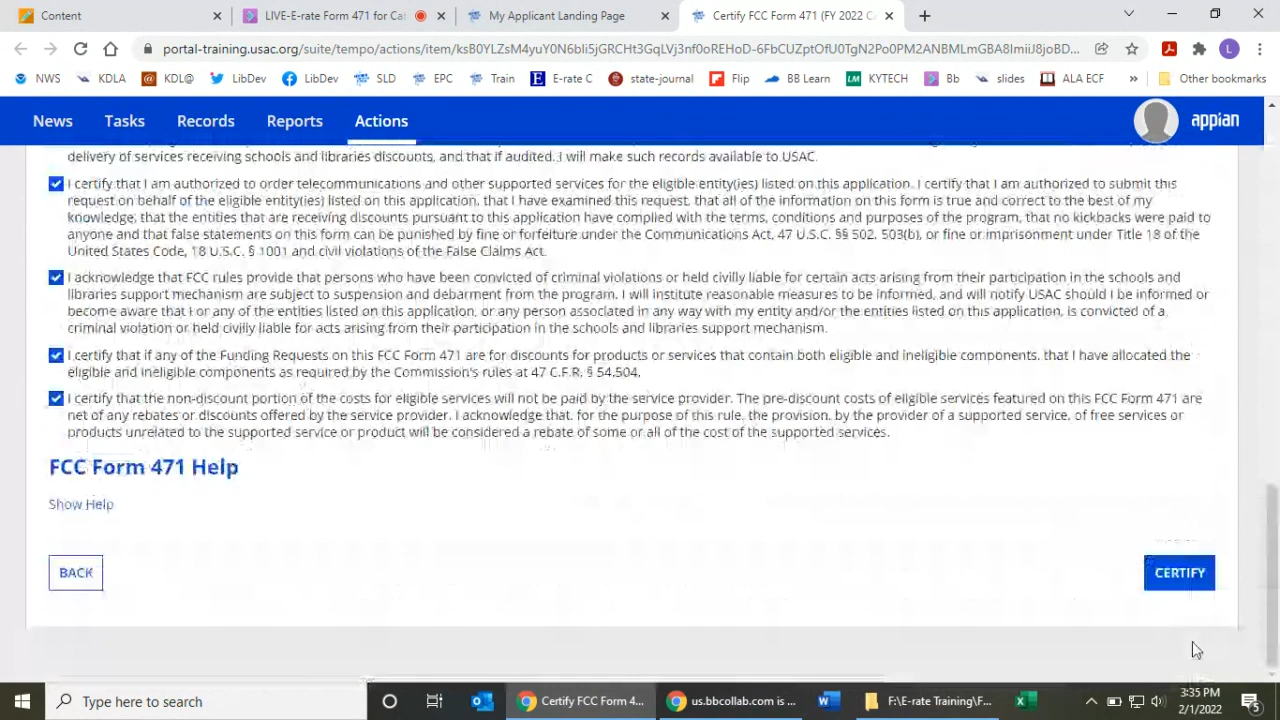 Content
LIVE-E-rate Form 471 for Cat
My Applicant Landing Page
Certify FCC Form 471 (FY 2022 C
portal-training.usac.org/suite/tempo/actions/item/
NWS
KDLA
KDL@
LibDev
LibDev
SLD
EPC
Train
E-rate C
state-journal
Flip
BB Learn
KYTECH
Bb
slides
ALA ECF
Other bookmarks
News
Tasks
Records
Reports
Actions
appian
delivery of services receiving schools and libraries discounts, and that if audited, I will make such records available to USAC.
I certify that I am authorized to order telecommunications and other supported services for the eligible entity(ies) listed on this application. I certify that I am authorized to submit this
request on behalf of the eligible entity(ies) listed on this application, that I have examined this request, that all of the information on this form is true and correct to the best of my
knowledge, that the entities that are receiving discounts pursuant to this application have complied with the terms, conditions and purposes of the program, that no kickbacks were paid to
anyone and that false statements on this form can be punished by fine or forfeiture under the Communications Act, 47 U.S.C. §§ 502, 503(b), or fine or imprisonment under Title 18 of the
United States Code, 18 U.S.C. § 1001 and civil violations of the False Claims Act.
I acknowledge that FCC rules provide that persons who have been convicted of criminal violations or held civilly liable for certain acts arising from their participation in the schools and
libraries support mechanism are subject to suspension and debarment from the program. I will institute reasonable measures to be informed, and will notify USAC should I be informed or
become aware that I or any of the entities listed on this application, or any person associated in any way with my entity and/or the entities listed on this application, is convicted of a
criminal violation or held civilly liable for acts arising from their participation in the schools and libraries support mechanism.
I certify that if any of the Funding Requests on this FCC Form 471 are for discounts for products or services that contain both eligible and ineligible components, that I have allocated the
eligible and ineligible components as required by the Commission's rules at 47 C.F.R. § 54.504.
I certify that the non-discount portion of the costs for eligible services will not be paid by the service provider. The pre-discount costs of eligible services featured on this FCC Form 471 are
net of any rebates or discounts offered by the service provider. I acknowledge that, for the purpose of this rule, the provision, by the provider of a supported service, of free services or
products unrelated to the supported service or product will be considered a rebate of some or all of the cost of the supported services.
FCC Form 471 Help
Show Help
BACK
CERTIFY
Type here to search
Certify FCC Form 4...
us.bbcollab.com is ...
F:\E-rate Training\F...
3:35 PM
2/1/2022
5